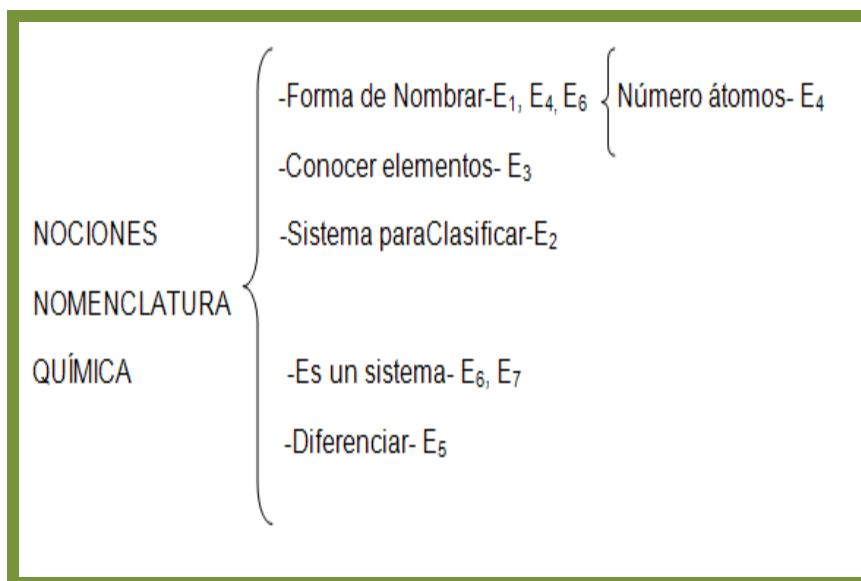 -Forma de Nombrar-E₁, E₄, E₆ Número átomos- E₄
-Conocer elementos- E₃
NOCIONES -Sistema paraClasificar-E₂
NOMENCLATURA
QUÍMICA -Es un sistema- E₆, E₇
-Diferenciar- E₅